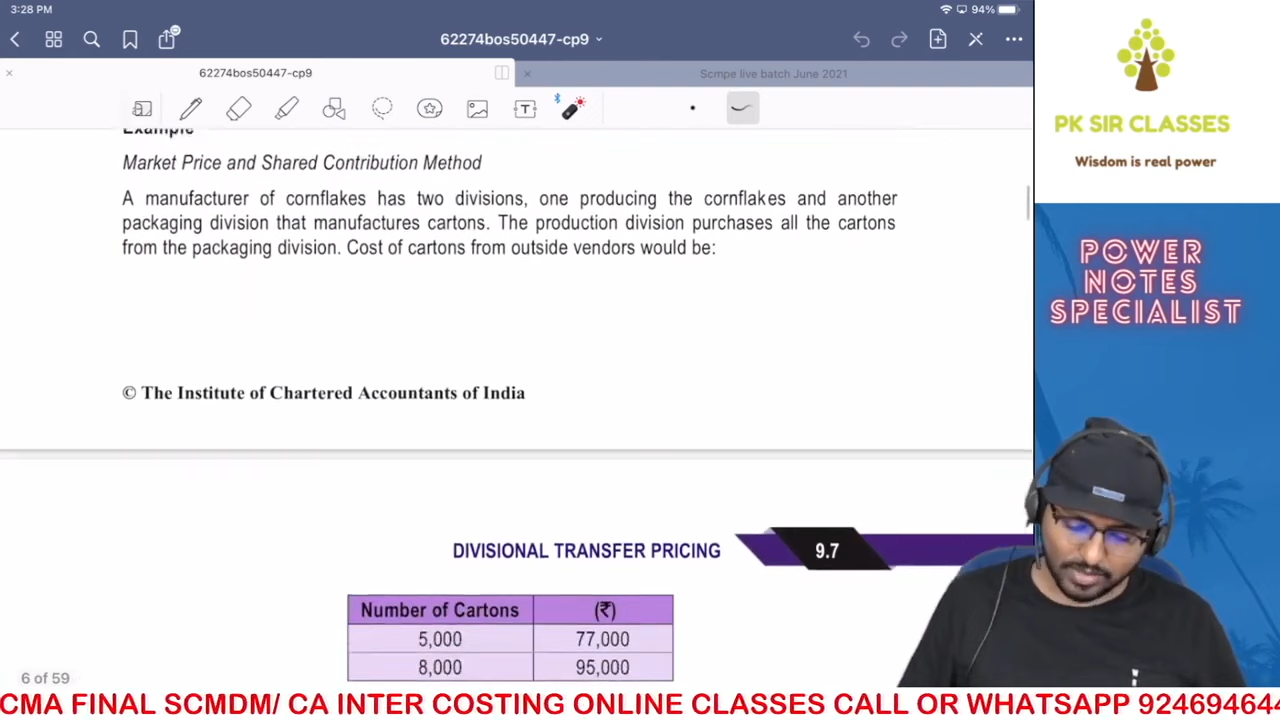 3:28 PM
94%
62274bos50447-cp9
62274bos50447-cp9
Scmpe live batch June 2021
T
Example
Market Price and Shared Contribution Method
A manufacturer of cornflakes has two divisions, one producing the cornflakes and another
packaging division that manufactures cartons. The production division purchases all the cartons
from the packaging division. Cost of cartons from outside vendors would be:
© The Institute of Chartered Accountants of India
DIVISIONAL TRANSFER PRICING
9.7
Number of Cartons (₹)
5,000 77,000
8,000 95,000
6 of 59
PK SIR CLASSES
Wisdom is real power
POWER
NOTES
SPECIALIST
CMA FINAL SCMDM/ CA INTER COSTING ONLINE CLASSES CALL OR WHATSAPP 92469464